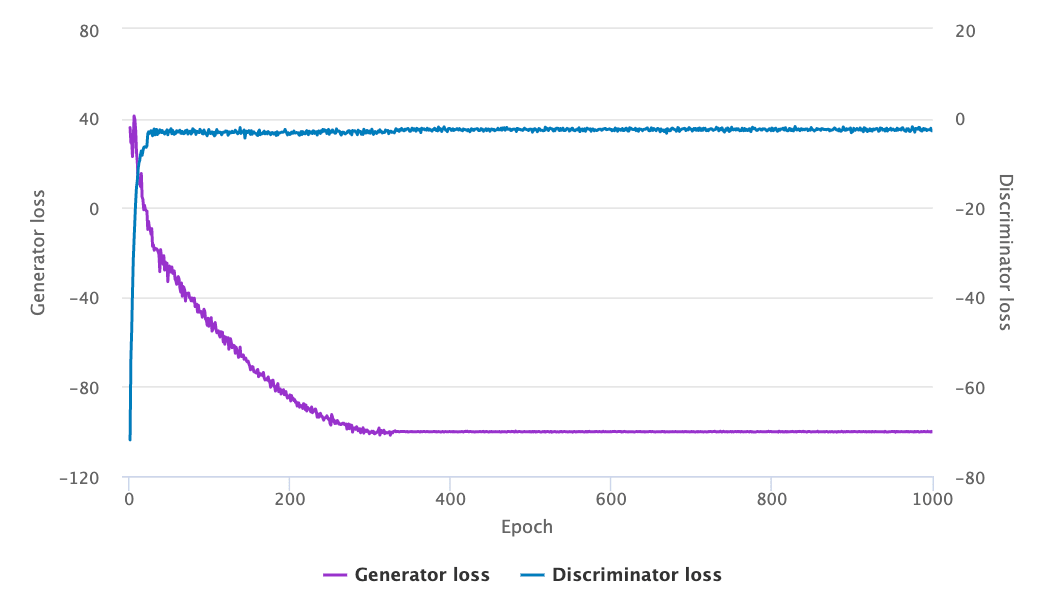 80
40
0
−40
−80
−120
Generator loss
20
0
−20
−40
−60
−80
Discriminator loss
0 200 400 600 800 1000
Epoch
Generator loss Discriminator loss